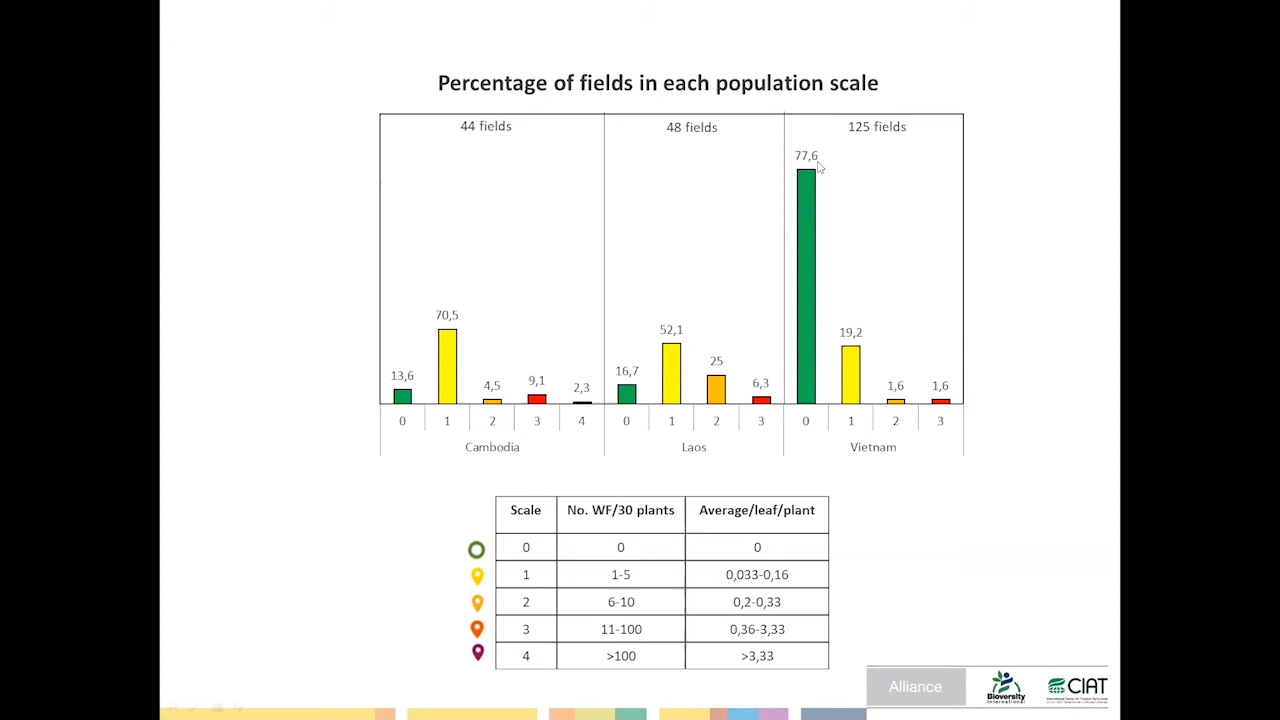 Percentage of fields in each population scale
44 fields 48 fields 125 fields
77,6
70,5 52,1 19,2
13,6 4,5 9,1 2,3 16,7 25 6,3 1,6 1,6
0 1 2 3 4 0 1 2 3 0 1 2 3
Cambodia Laos Vietnam
Scale No. WF/30 plants Average/leaf/plant
0 0 0
1 1-5 0,033-0,16
2 6-10 0,2-0,33
3 11-100 0,36-3,33
4 >100 >3,33
Alliance
Bioversity
International
CIAT